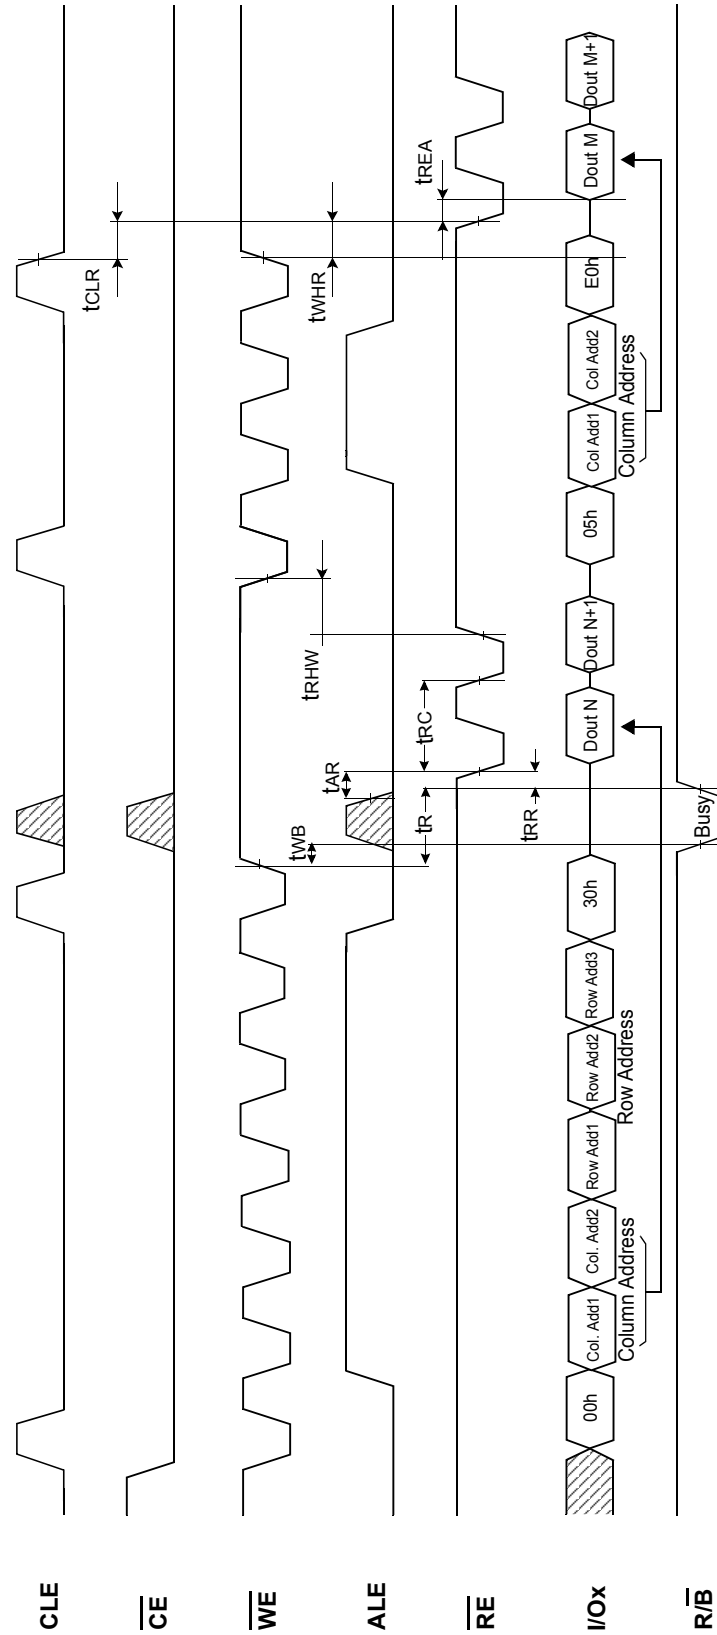 CLE
tCLR
CE
WE
tWB
tRHW
tWHR
ALE
tAR
RE
tR
tRC
tREA
tRR
I/Ox
00h
Col. Add1
Col. Add2
Row Add1
Row Add2
Row Add3
30h
Dout N
Dout N+1
05h
Col Add1
Col Add2
E0h
Dout M
Dout M+1
Column Address
Row Address
Column Address
R/B
Busy